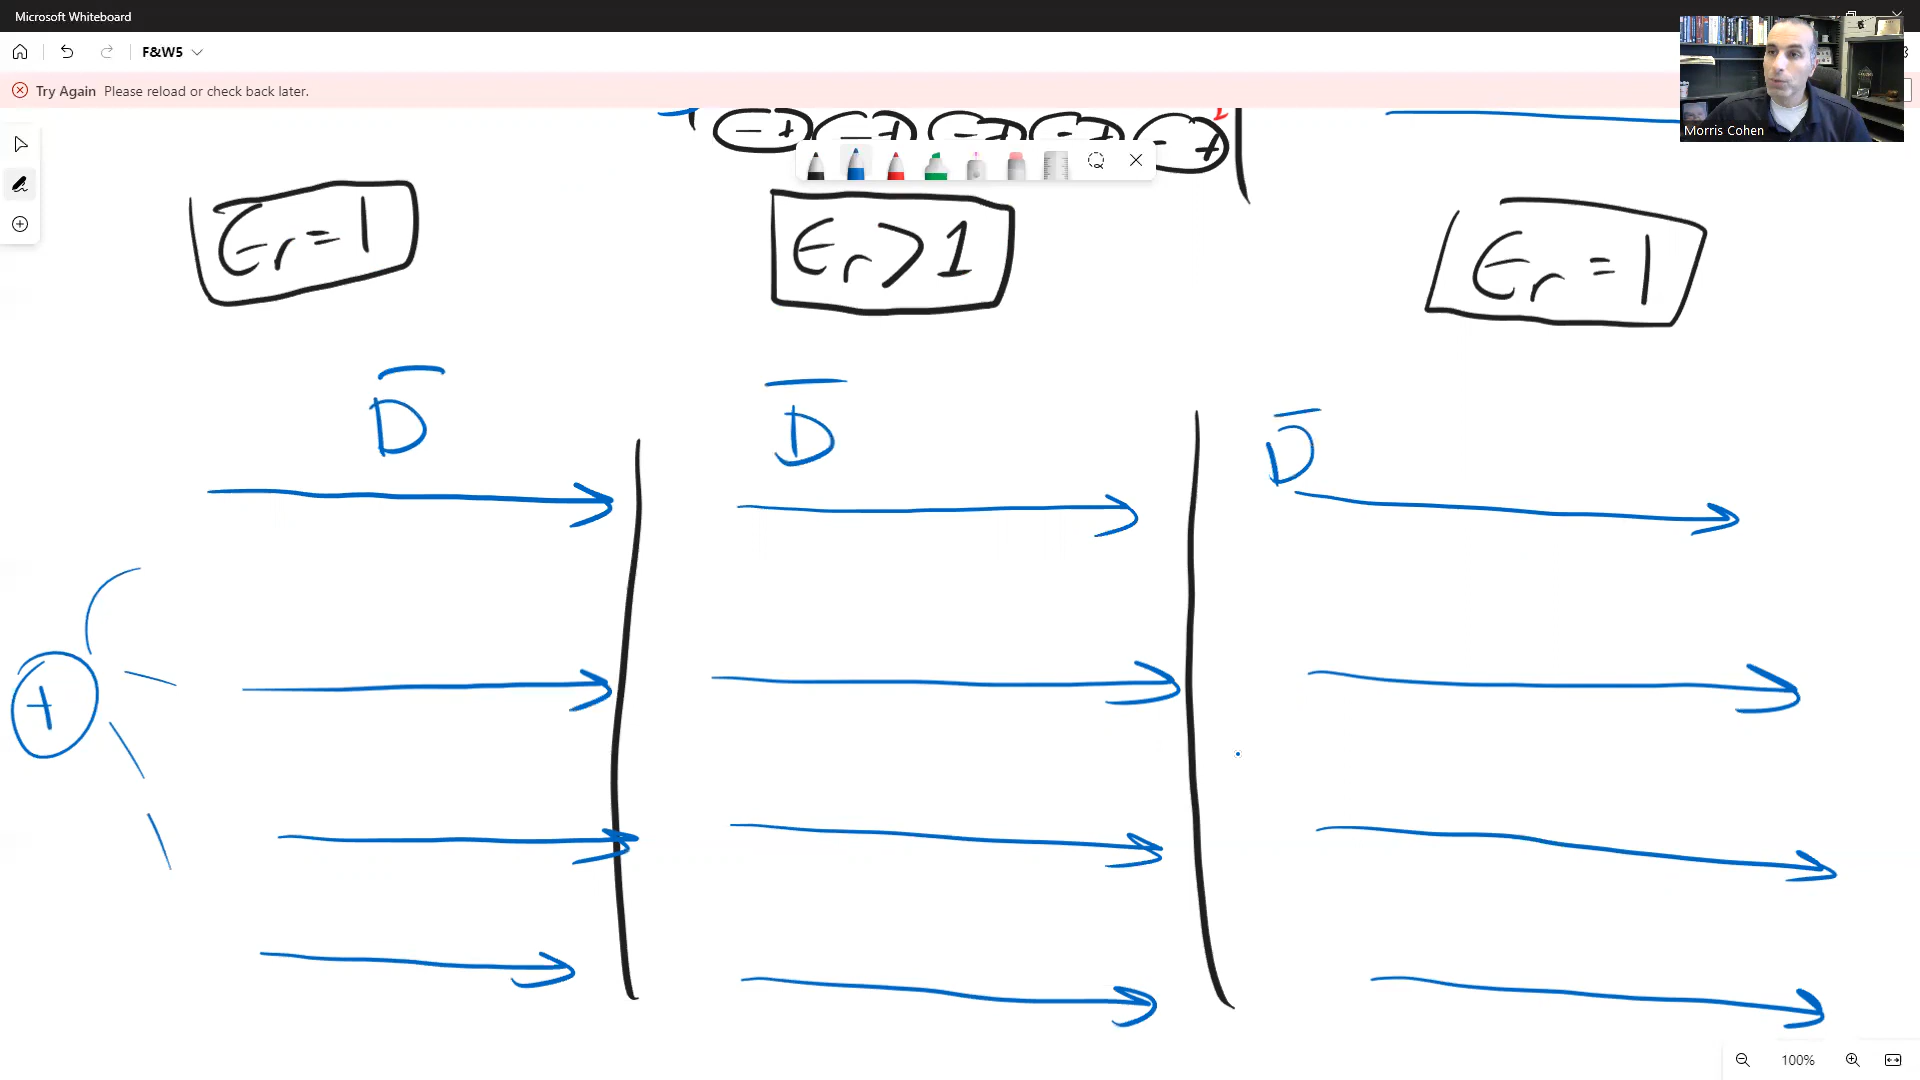 Microsoft Whiteboard
F&W5
Try Again Please reload or check back later.
Morris Cohen
- + - + - + - + - +
εr = 1
εr > 1
εr = 1
D̅
D̅
D̅
+
100%